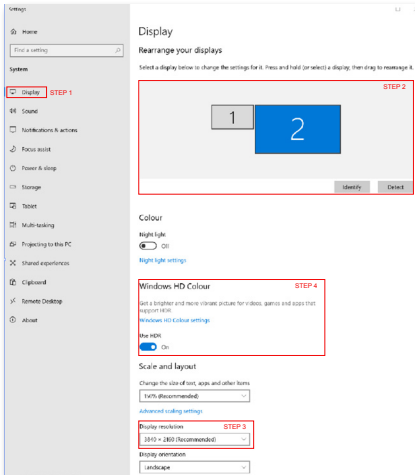 Settings
Home
Find a setting
System
Display STEP 1
Sound
Notifications & actions
Focus assist
Power & sleep
Storage
Tablet
Multi-tasking
Projecting to this PC
Shared experiences
Clipboard
Remote Desktop
About
Display
Rearrange your displays
Select a display below to change the settings for it. Press and hold (or select) a display, then drag to rearrange it.
STEP 2
1 2
Identify Detect
Colour
Night light
Off
Night light settings
Windows HD Colour STEP 4
Get a brighter and more vibrant picture for videos, games and apps that
support HDR.
Windows HD Colour settings
Use HDR
On
Scale and layout
Change the size of text, apps and other items
(Recommended)
Advanced scaling settings
Display resolution STEP 3
3840 × 2160 (Recommended)
Display orientation
Landscape